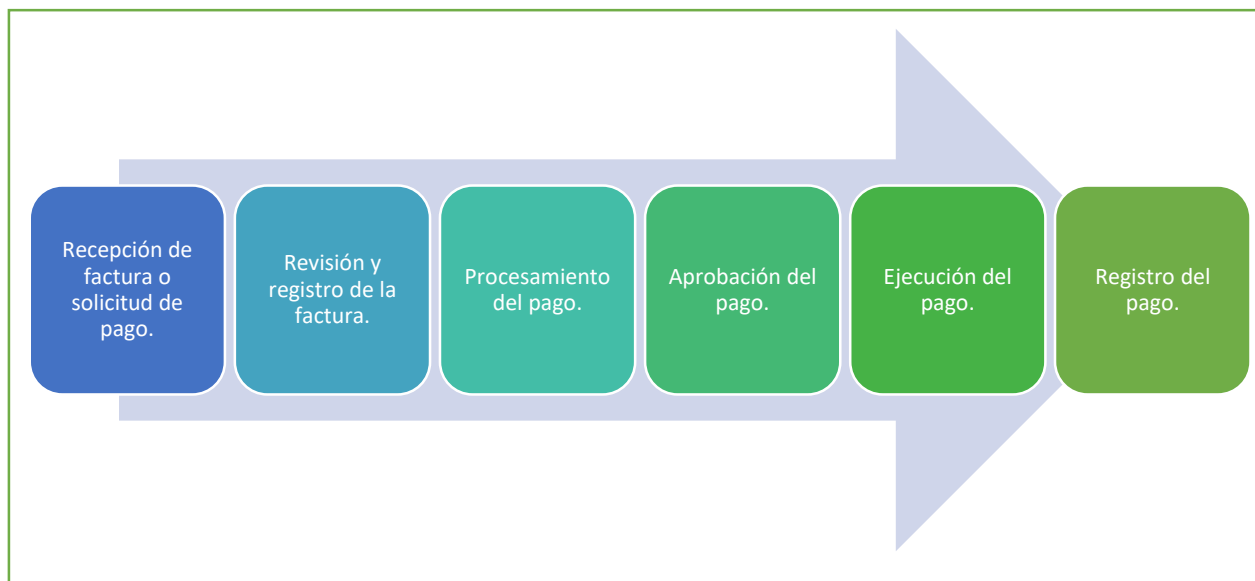 Recepción de
factura o
solicitud de
pago.
Revisión y
registro de la
factura.
Procesamiento
del pago.
Aprobación del
pago.
Ejecución del
pago.
Registro del
pago.